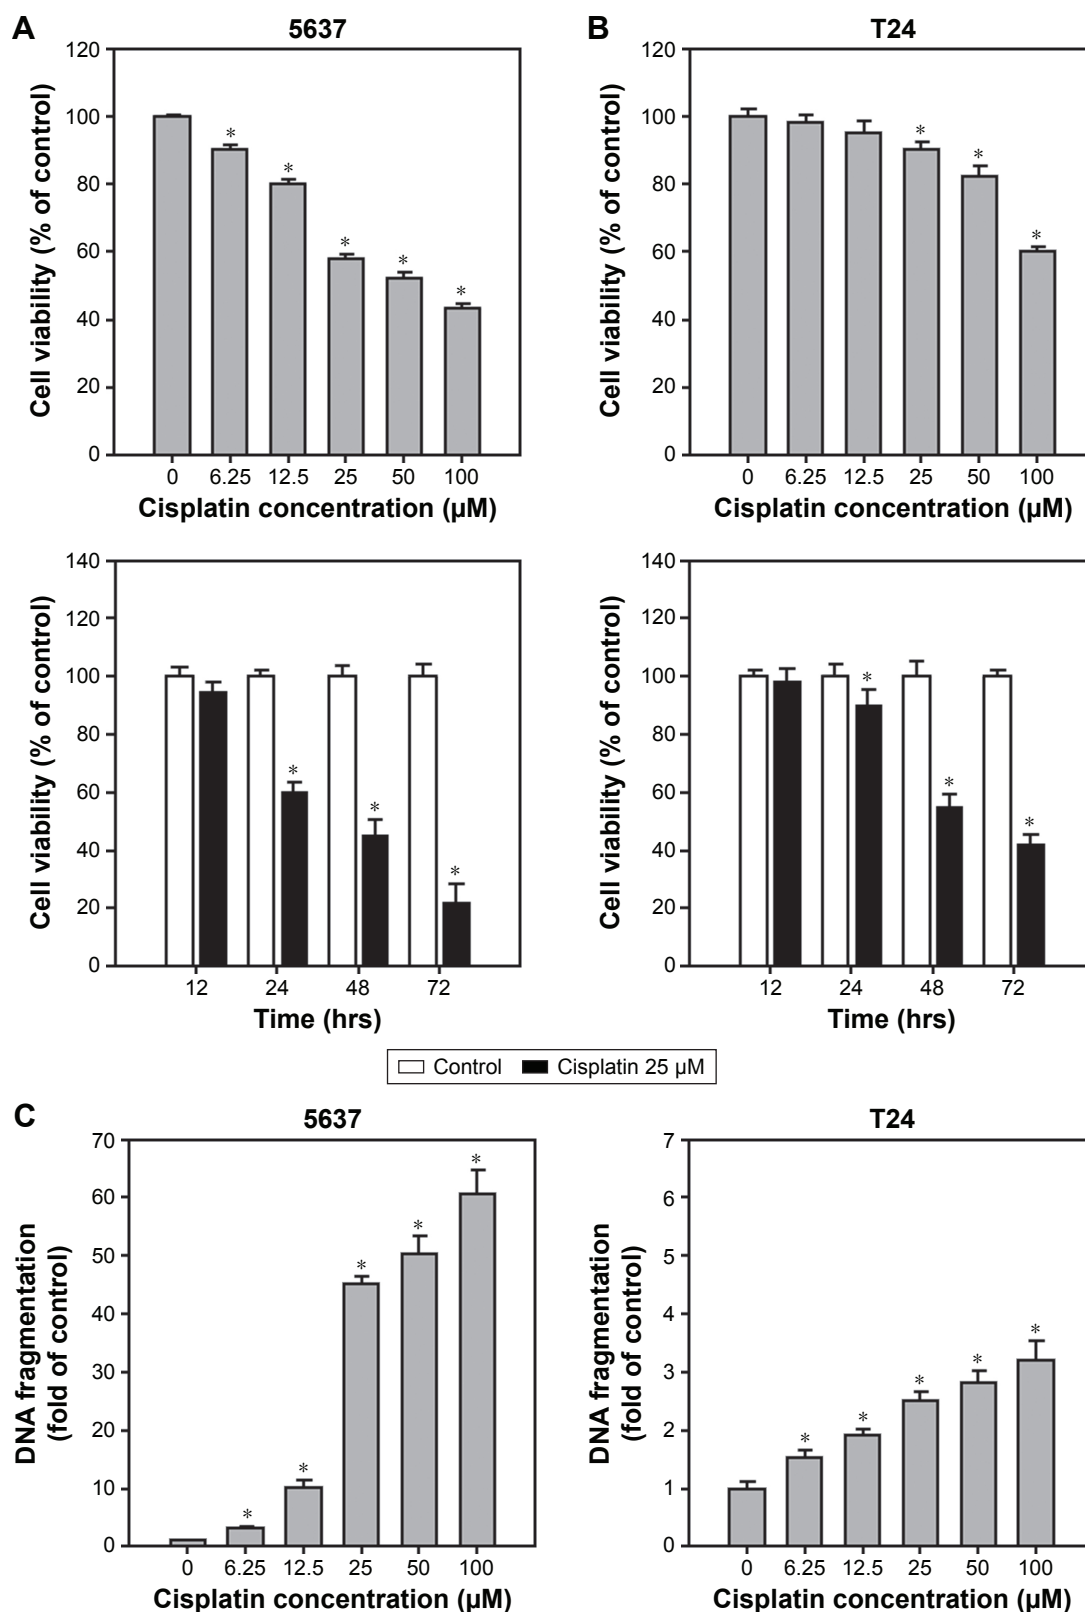 A
5637
Cell viability (% of control)
120
100
80
60
40
20
0
*
*
*
*
*
0 6.25 12.5 25 50 100
Cisplatin concentration (µM)
B
T24
Cell viability (% of control)
120
100
80
60
40
20
0
*
*
*
0 6.25 12.5 25 50 100
Cisplatin concentration (µM)
Cell viability (% of control)
140
120
100
80
60
40
20
0
*
*
*
12 24 48 72
Time (hrs)
Cell viability (% of control)
140
120
100
80
60
40
20
0
*
*
*
12 24 48 72
Time (hrs)
Control Cisplatin 25 µM
C
5637
DNA fragmentation
(fold of control)
70
60
50
40
30
20
10
0
*
*
*
*
*
0 6.25 12.5 25 50 100
Cisplatin concentration (µM)
T24
DNA fragmentation
(fold of control)
7
6
5
4
3
2
1
0
*
*
*
*
*
0 6.25 12.5 25 50 100
Cisplatin concentration (µM)